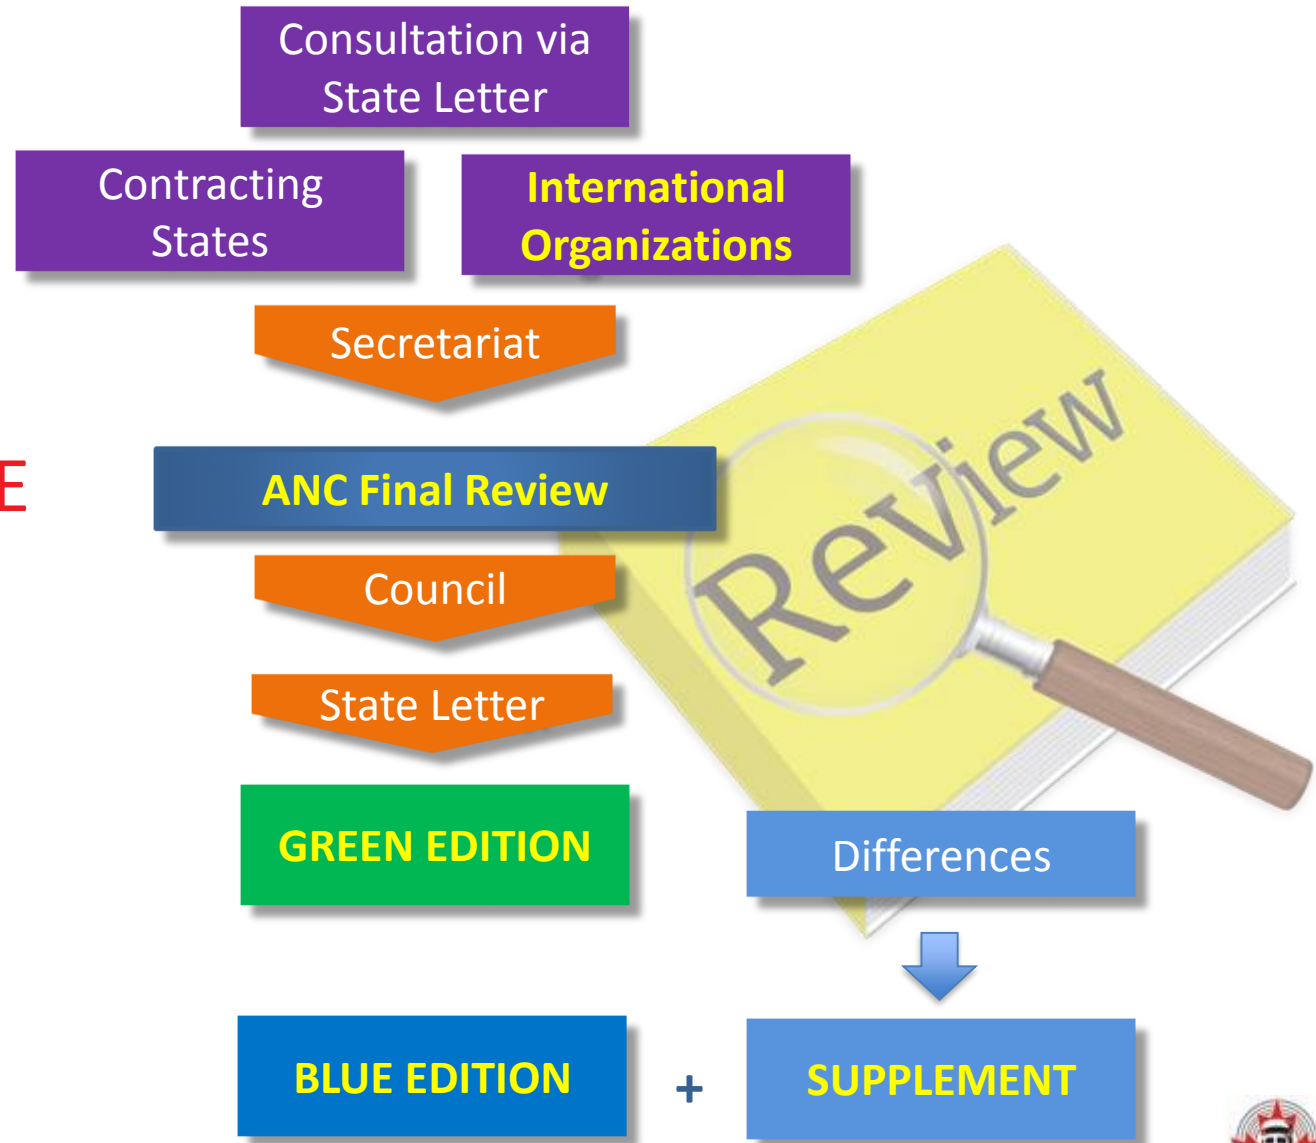 Consultation via
State Letter
Contracting
States
International
Organizations
Secretariat
E
ANC Final Review
Council
State Letter
GREEN EDITION
Review
Differences
BLUE EDITION
+
SUPPLEMENT